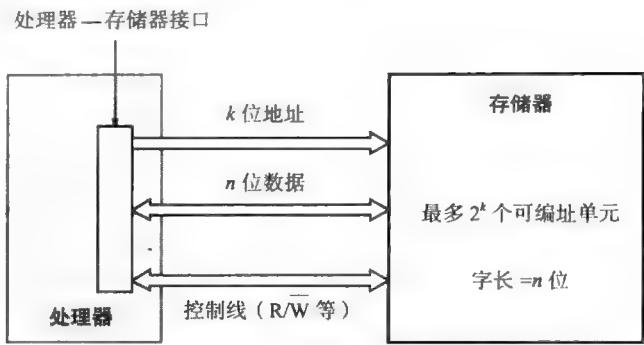 处理器—存储器接口
k 位地址
存储器
n 位数据
最多 2^k 个可编址单元
字长 =n 位
控制线（R/W̅ 等）
处理器